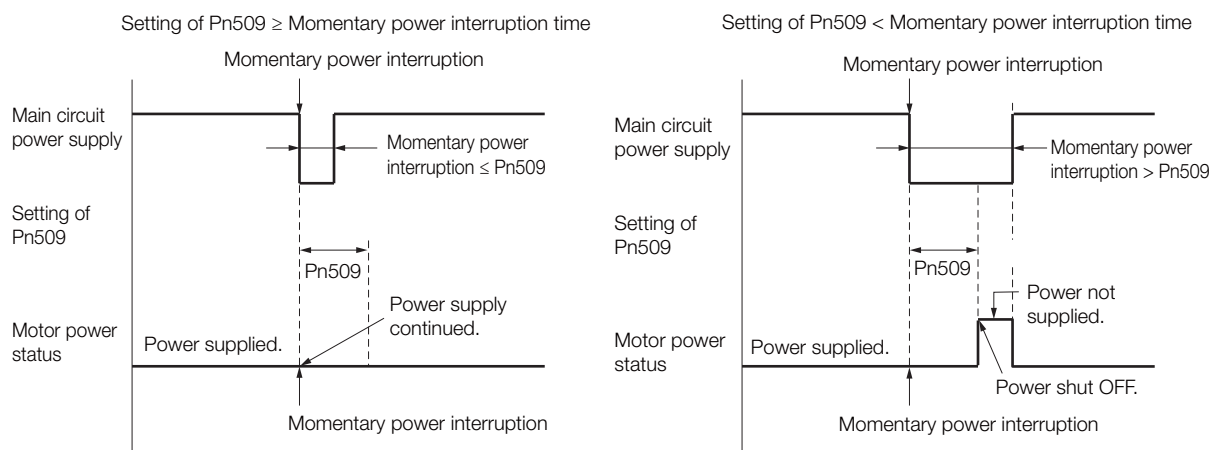 Setting of Pn509 ≥ Momentary power interruption time
Momentary power interruption
Main circuit
power supply
Momentary power
interruption ≤ Pn509
Setting of
Pn509
Pn509
Power supply
continued.
Motor power
status
Power supplied.
Momentary power interruption
Setting of Pn509 < Momentary power interruption time
Momentary power interruption
Main circuit
power supply
Momentary power
interruption > Pn509
Setting of
Pn509
Pn509
Power not
supplied.
Motor power
status
Power supplied.
Power shut OFF.
Momentary power interruption